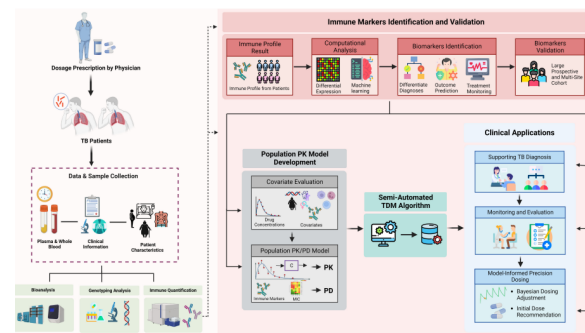 Immune Markers Identification and Validation
Dosage Prescription by
Physician
TB Patients
Data & Sample Collection
Plasma & Whole
Blood
Clinical
Information
Patient
Characteristics
Bioanalysis
Genotyping Analysis
Immune Quantification
Immune Profile
Result
Immune Profile from Patients
Computational
Analysis
Differential
Expression
Machine
learning
Biomarkers Identification
Differentiate
Diagnoses
Outcome
Prediction
Treatment
Monitoring
Biomarkers
Validation
Large
Prospective
and Multi-Site
Cohort
Population PK Model
Development
Covariate Evaluation
Drug
Concentrations
Covariates
Population PK/PD Model
C
PK
PD
Immune Markers
MIC
Semi-Automated
TDM Algorithm
Clinical Applications
Supporting TB Diagnosis
Monitoring and Evaluation
Model-Informed Precision
Dosing
• Bayesian Dosing
Adjustment
• Initial Dose
Recommendation